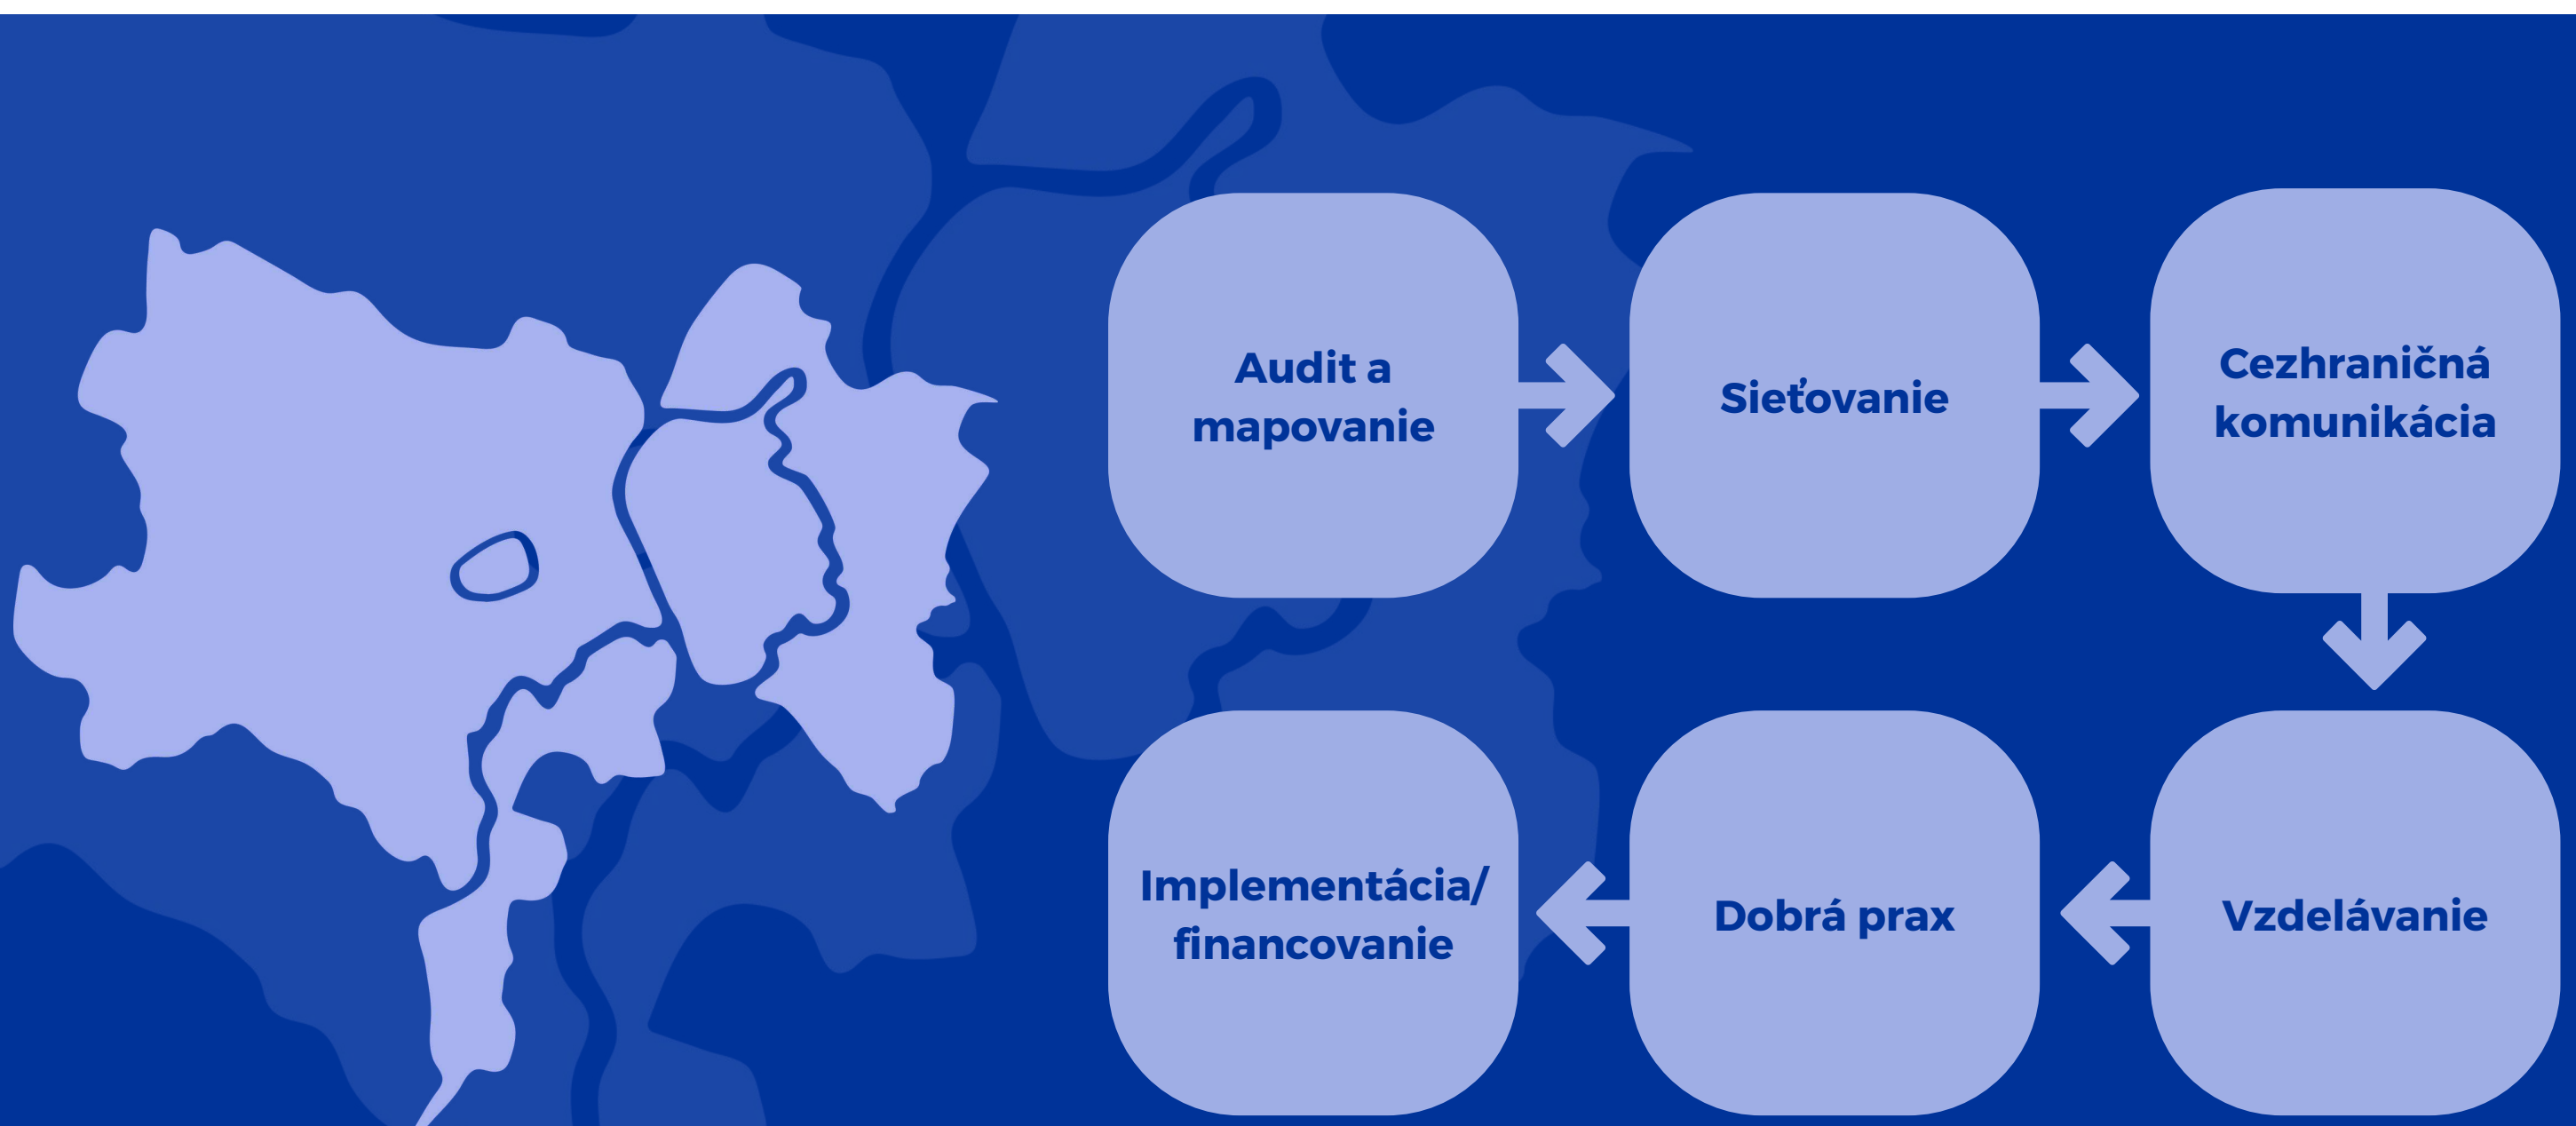 Audit a
mapovanie
Sieťovanie
Cezhraničná
komunikácia
Vzdelávanie
Dobrá prax
Implementácia/
financovanie